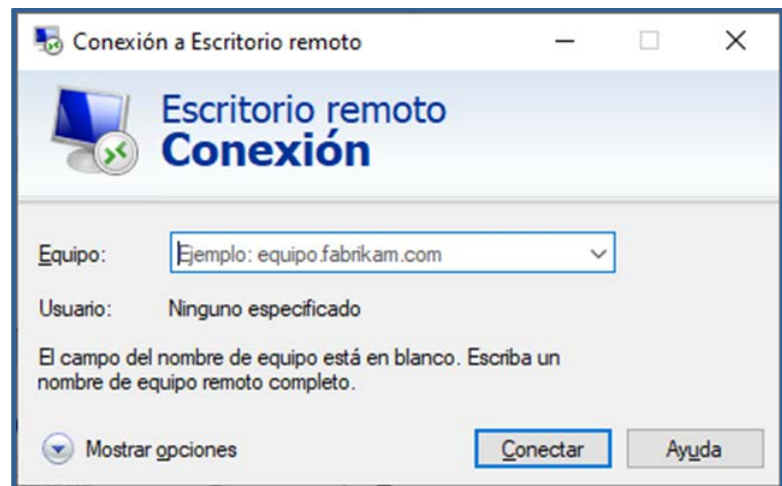 Conexión a Escritorio remoto
Escritorio remoto
Conexión
Equipo: Ejemplo: equipo.fabrikam.com
Usuario: Ninguno especificado
El campo del nombre de equipo está en blanco. Escriba un
nombre de equipo remoto completo.
Mostrar opciones Conectar Ayuda